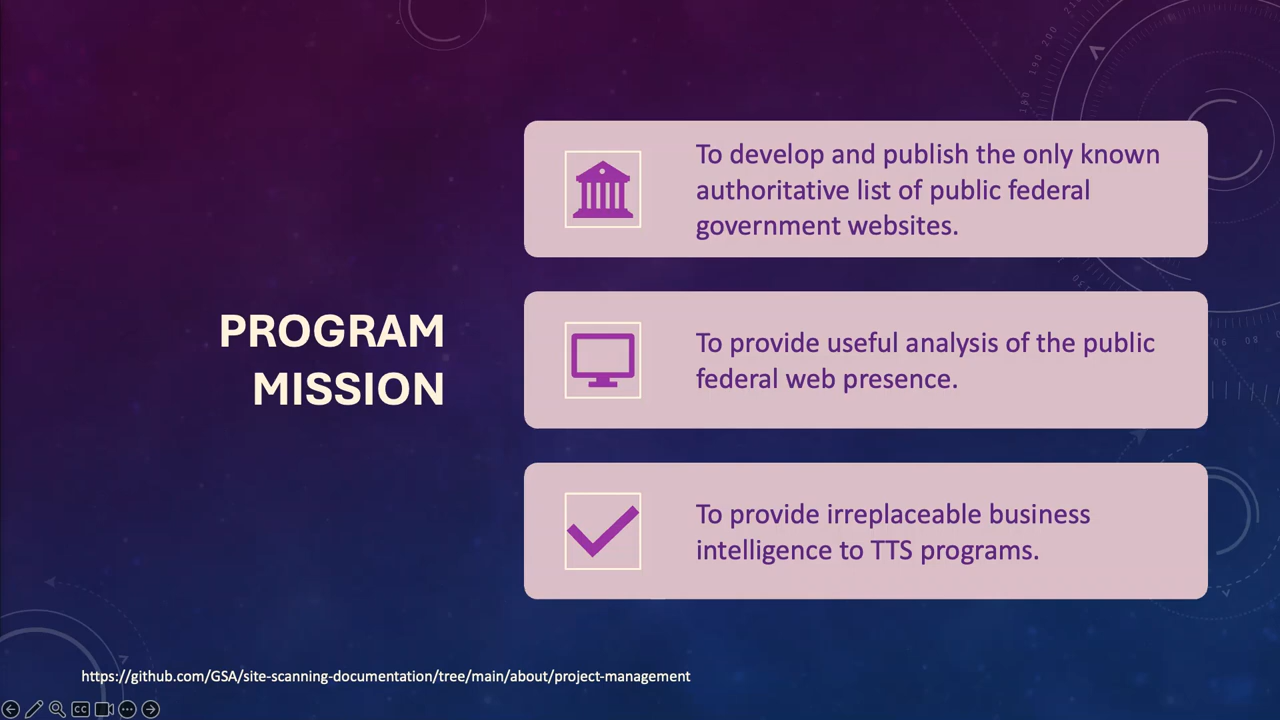 PROGRAM
MISSION
To develop and publish the only known
authoritative list of public federal
government websites.
To provide useful analysis of the public
federal web presence.
To provide irreplaceable business
intelligence to TTS programs.
https://github.com/GSA/site-scanning-documentation/tree/main/about/project-management
CC